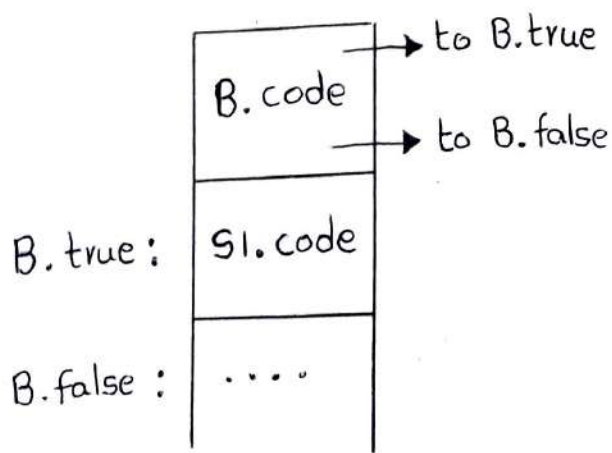 to B.true
B.code
to B.false
B.true : S1.code
B.false : ....